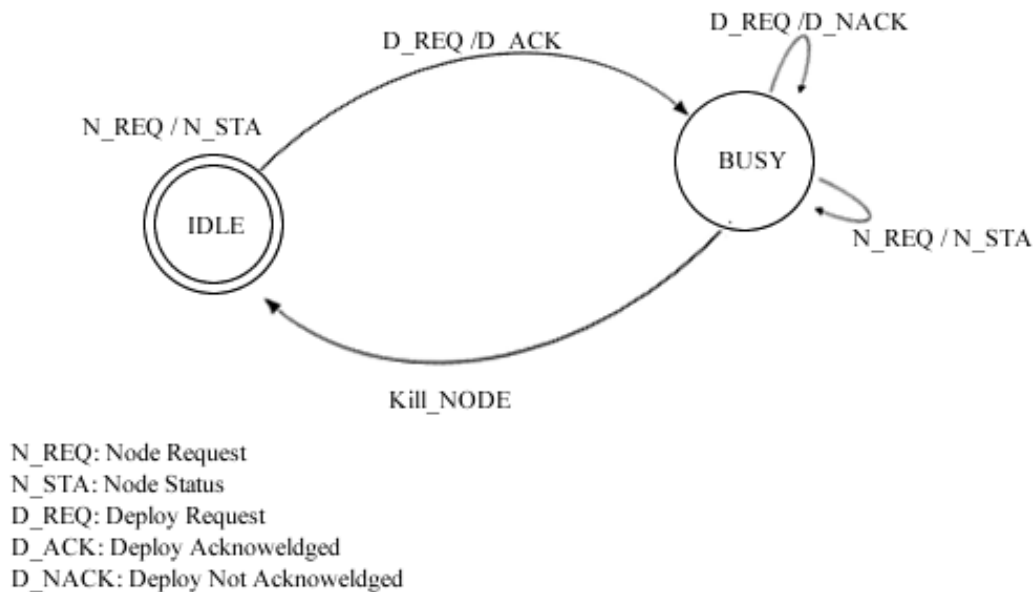 D_REQ /D_NACK
D_REQ /D_ACK
N_REQ / N_STA
BUSY
IDLE
N_REQ / N_STA
Kill_NODE
N_REQ: Node Request
N_STA: Node Status
D_REQ: Deploy Request
D_ACK: Deploy Acknoweldged
D_NACK: Deploy Not Acknoweldged